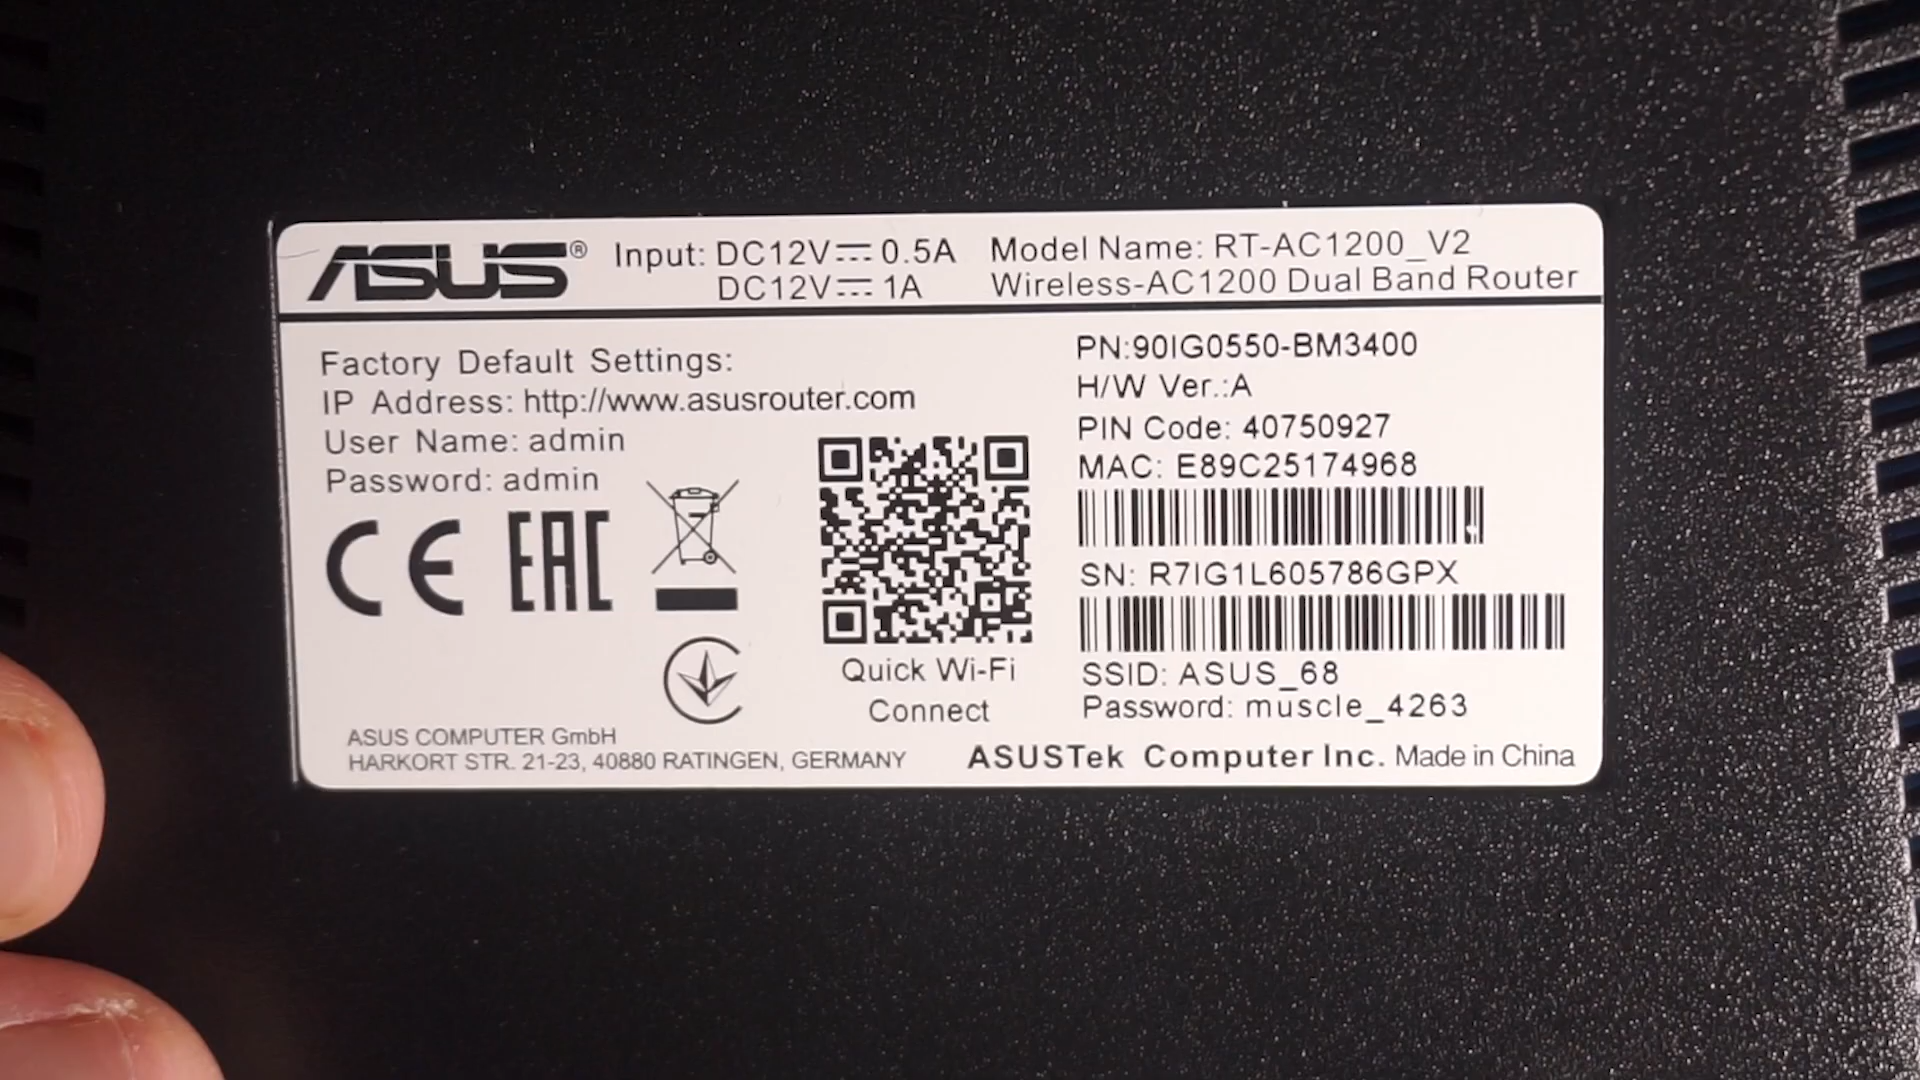 ASUS® Input: DC12V⎓0.5A
DC12V⎓1A
Model Name: RT-AC1200_V2
Wireless-AC1200 Dual Band Router
Factory Default Settings:
IP Address: http://www.asusrouter.com
User Name: admin
Password: admin
CE EAC
Quick Wi-Fi
Connect
PN:90IG0550-BM3400
H/W Ver.:A
PIN Code: 40750927
MAC: E89C25174968
SN: R7IG1L605786GPX
SSID: ASUS_68
Password: muscle_4263
ASUS COMPUTER GmbH
HARKORT STR. 21-23, 40880 RATINGEN, GERMANY
ASUSTek Computer Inc. Made in China